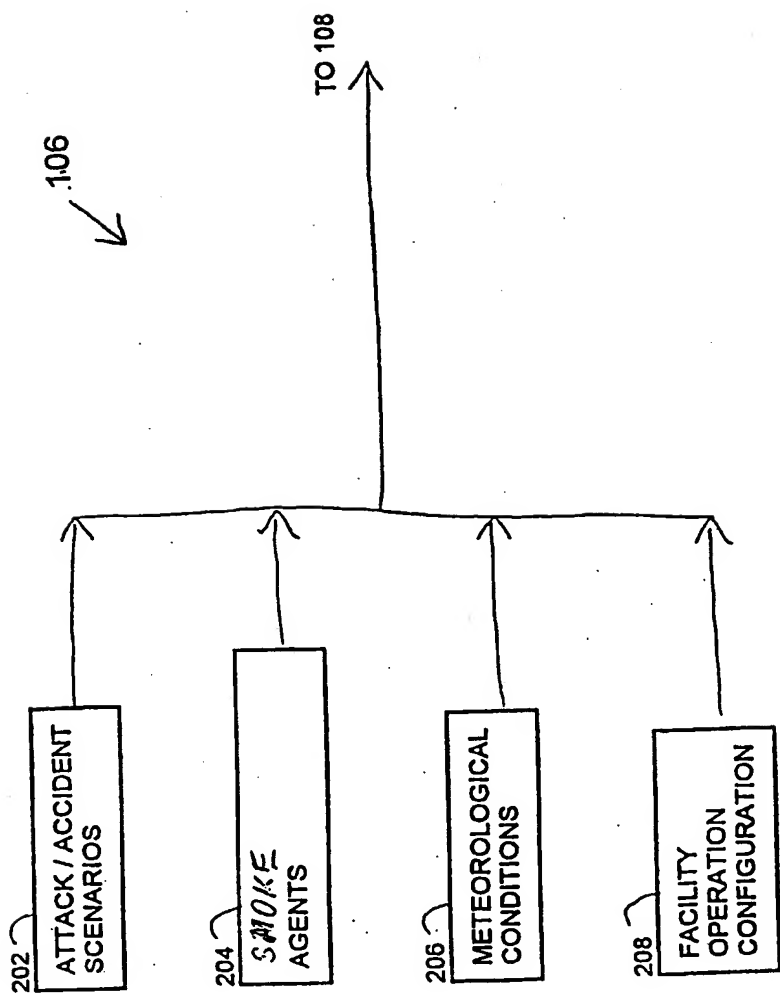 106
TO 108
202
ATTACK / ACCIDENT
SCENARIOS
204
SMOKE
AGENTS
206
METEOROLOGICAL
CONDITIONS
208
FACILITY
OPERATION
CONFIGURATION